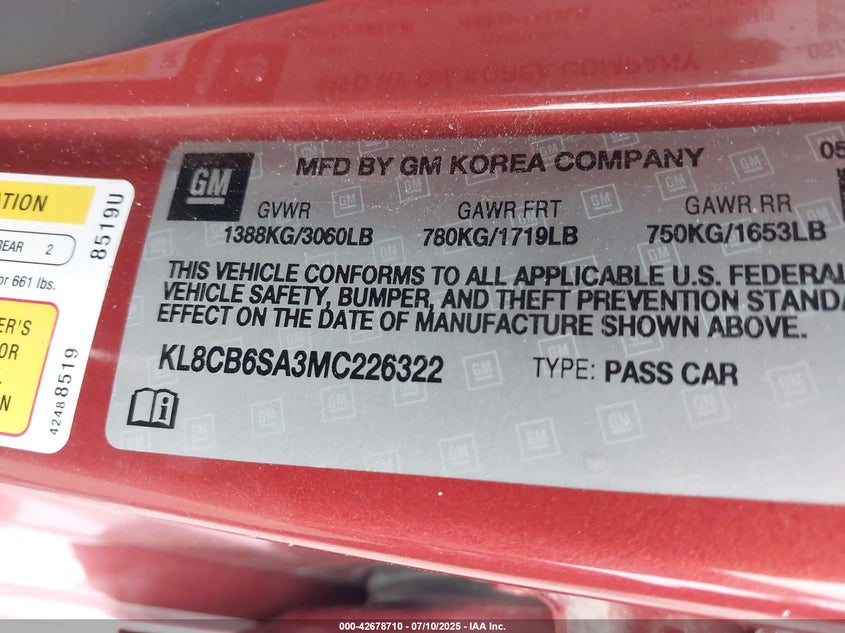 GM
MFD BY GM KOREA COMPANY
05
GVWR
GAWR FRT
GAWR RR
1388KG/3060LB
780KG/1719LB
750KG/1653LB
THIS VEHICLE CONFORMS TO ALL APPLICABLE U.S. FEDERAL
VEHICLE SAFETY, BUMPER, AND THEFT PREVENTION STANDA
EFFECT ON THE DATE OF MANUFACTURE SHOWN ABOVE.
KL8CB6SA3MC226322
TYPE: PASS CAR
ATION
REAR 2
or 661 lbs.
8519U
ER'S
OR
N
42488519
000-42678710 / 07/10/2025 - IAA Inc.